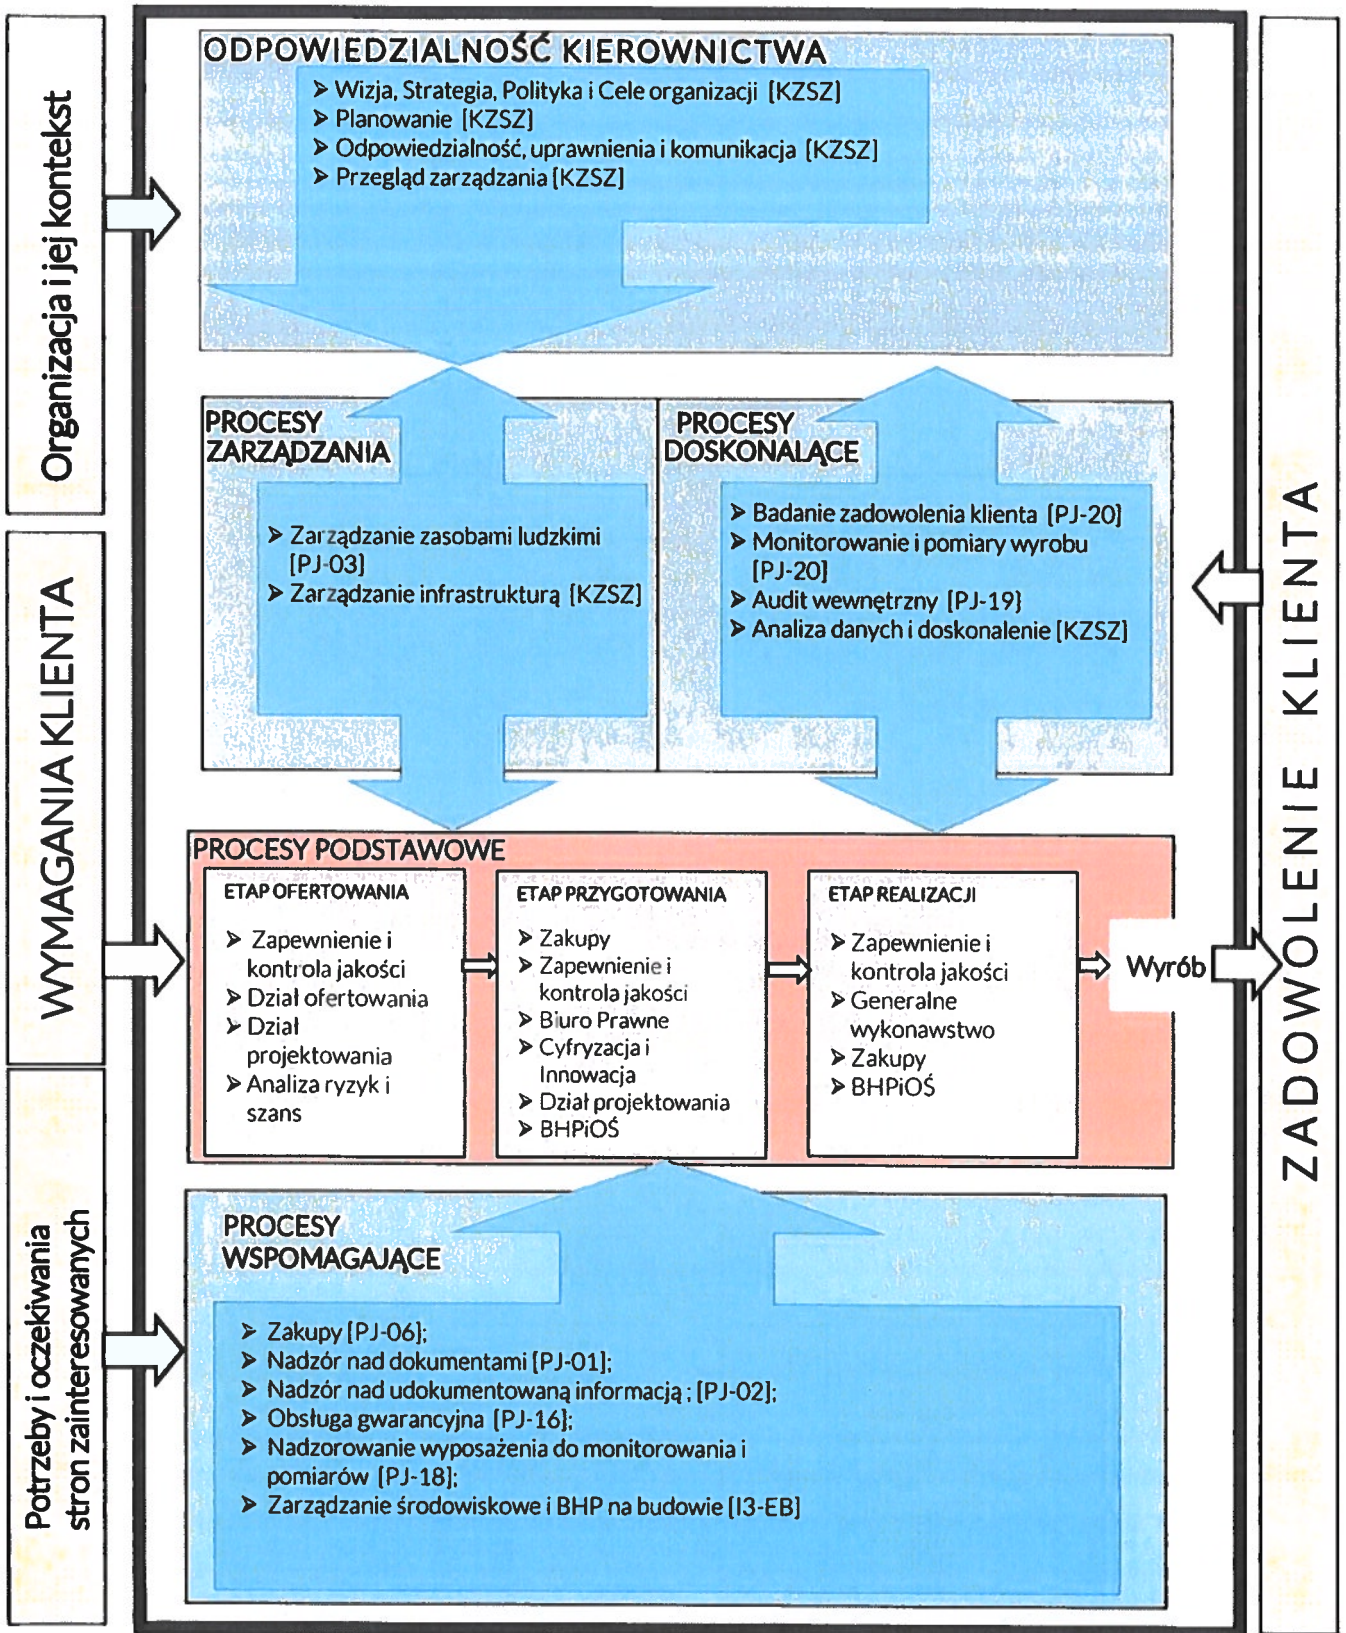 Organizacja i jej kontekst
WYMAGANIA KLIENTA
Potrzeby i oczekiwania
stron zainteresowanych
ODPOWIEDZIALNOŚĆ KIEROWNICTWA
➢ Wizja, Strategia, Polityka i Cele organizacji [KZSZ]
➢ Planowanie [KZSZ]
➢ Odpowiedzialność, uprawnienia i komunikacja [KZSZ]
➢ Przegląd zarządzania [KZSZ]
PROCESY
ZARZĄDZANIA
➢ Zarządzanie zasobami ludzkimi
[PJ-03]
➢ Zarządzanie infrastrukturą [KZSZ]
PROCESY
DOSKONALĄCE
➢ Badanie zadowolenia klienta [PJ-20]
➢ Monitorowanie i pomiary wyrobu
[PJ-20]
➢ Audit wewnętrzny [PJ-19]
➢ Analiza danych i doskonalenie [KZSZ]
PROCESY PODSTAWOWE
ETAP OFERTOWANIA
➢ Zapewnienie i
kontrola jakości
➢ Dział ofertowania
➢ Dział
projektowania
➢ Analiza ryzyk i
szans
ETAP PRZYGOTOWANIA
➢ Zakupy
➢ Zapewnienie i
kontrola jakości
➢ Biuro Prawne
➢ Cyfryzacja i
Innowacja
➢ Dział projektowania
➢ BHPiOŚ
ETAP REALIZACJI
➢ Zapewnienie i
kontrola jakości
➢ Generalne
wykonawstwo
➢ Zakupy
➢ BHPiOŚ
Wyrób
PROCESY
WSPOMAGAJĄCE
➢ Zakupy [PJ-06];
➢ Nadzór nad dokumentami [PJ-01];
➢ Nadzór nad udokumentowaną informacją ; [PJ-02];
➢ Obsługa gwarancyjna [PJ-16];
➢ Nadzorowanie wyposażenia do monitorowania i
pomiarów [PJ-18];
➢ Zarządzanie środowiskowe i BHP na budowie [I3-EB]
ZADOWOLENIE KLIENTA